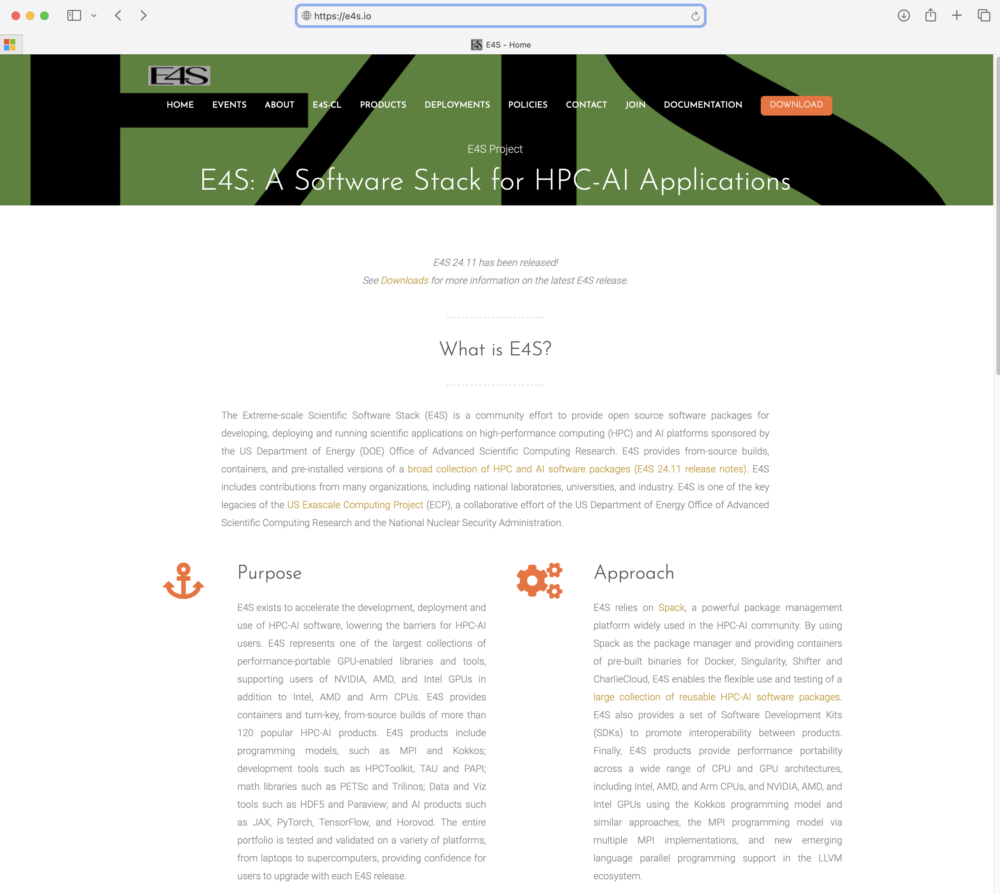 https://e4s.io
E4S - Home
E4S
HOME EVENTS ABOUT E4S-CL PRODUCTS DEPLOYMENTS POLICIES CONTACT JOIN DOCUMENTATION DOWNLOAD
E4S Project
E4S: A Software Stack for HPC-AI Applications
E4S 24.11 has been released!
See Downloads for more information on the latest E4S release.
What is E4S?
The Extreme-scale Scientific Software Stack (E4S) is a community effort to provide open source software packages for
developing, deploying and running scientific applications on high-performance computing (HPC) and AI platforms sponsored by
the US Department of Energy (DOE) Office of Advanced Scientific Computing Research. E4S provides from-source builds,
containers, and pre-installed versions of a broad collection of HPC and AI software packages (E4S 24.11 release notes). E4S
includes contributions from many organizations, including national laboratories, universities, and industry. E4S is one of the key
legacies of the US Exascale Computing Project (ECP), a collaborative effort of the US Department of Energy Office of Advanced
Scientific Computing Research and the National Nuclear Security Administration.
Purpose
E4S exists to accelerate the development, deployment and
use of HPC-AI software, lowering the barriers for HPC-AI
users. E4S represents one of the largest collections of
performance-portable GPU-enabled libraries and tools,
supporting users of NVIDIA, AMD, and Intel GPUs in
addition to Intel, AMD and Arm CPUs. E4S provides
containers and turn-key, from-source builds of more than
120 popular HPC-AI products. E4S products include
programming models, such as MPI and Kokkos;
development tools such as HPCToolkit, TAU and PAPI;
math libraries such as PETSc and Trilinos; Data and Viz
tools such as HDF5 and Paraview; and AI products such
as JAX, PyTorch, TensorFlow, and Horovod. The entire
portfolio is tested and validated on a variety of platforms,
from laptops to supercomputers, providing confidence for
users to upgrade with each E4S release.
Approach
E4S relies on Spack, a powerful package management
platform widely used in the HPC-AI community. By using
Spack as the package manager and providing containers
of pre-built binaries for Docker, Singularity, Shifter and
CharlieCloud, E4S enables the flexible use and testing of a
large collection of reusable HPC-AI software packages.
E4S also provides a set of Software Development Kits
(SDKs) to promote interoperability between products.
Finally, E4S products provide performance portability
across a wide range of CPU and GPU architectures,
including Intel, AMD, and Arm CPUs, and NVIDIA, AMD, and
Intel GPUs using the Kokkos programming model and
similar approaches, the MPI programming model via
multiple MPI implementations, and new emerging
language parallel programming support in the LLVM
ecosystem.